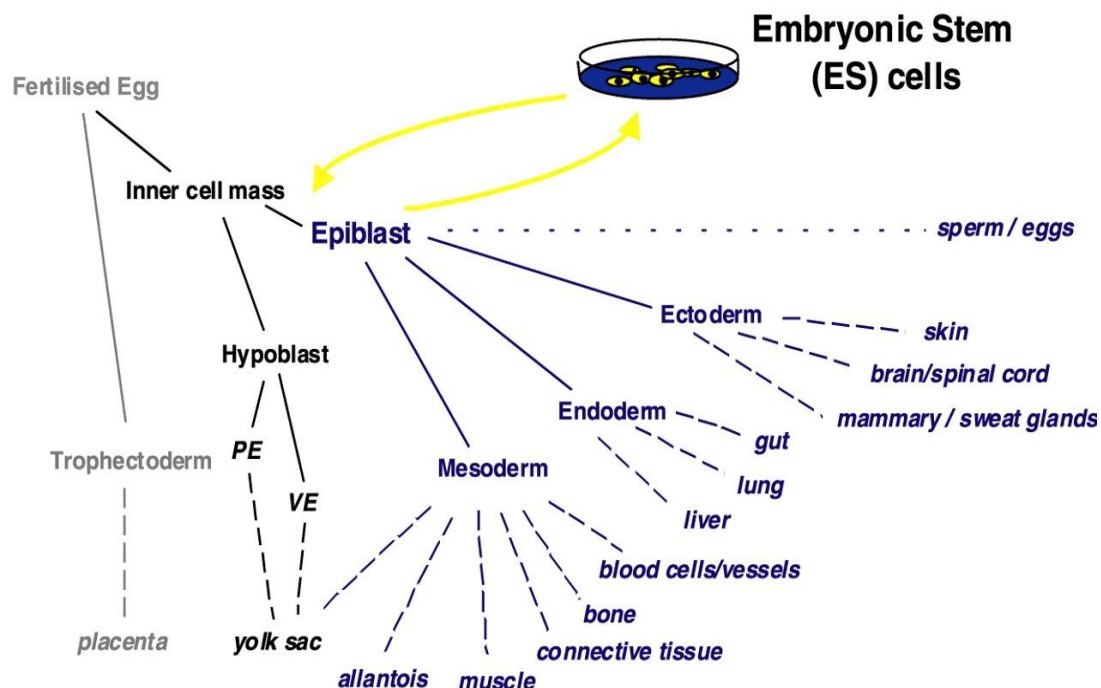 Embryonic Stem
(ES) cells
Fertilised Egg
Inner cell mass
Epiblast
sperm / eggs
Ectoderm
skin
Hypoblast
brain/spinal cord
Endoderm
mammary / sweat glands
gut
PE
Trophectoderm
Mesoderm
lung
VE
liver
blood cells/vessels
bone
placenta
yolk sac
connective tissue
allantois
muscle